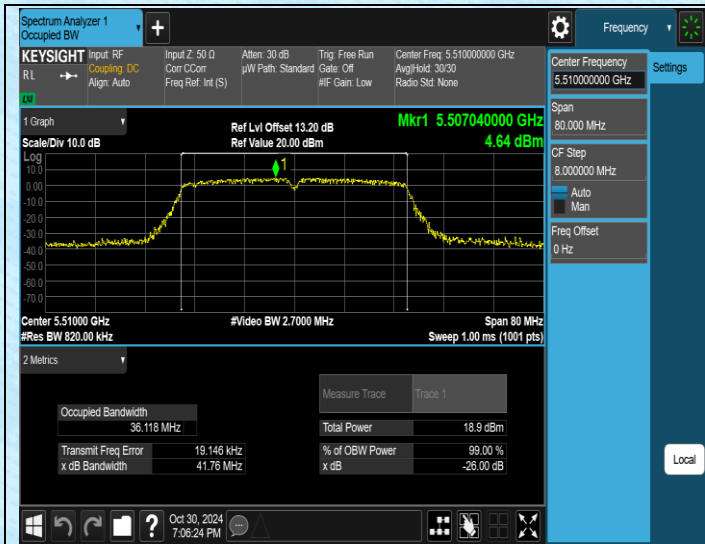 Spectrum Analyzer 1
Occupied BW
+
Frequency
KEYSIGHT
RL
LXI
Input: RF
Coupling: DC
Align: Auto
Input Z: 50 Ω
Corr CCorr
Freq Ref: Int (S)
Atten: 30 dB
µW Path: Standard
Trig: Free Run
Gate: Off
#IF Gain: Low
Center Freq: 5.510000000 GHz
Avg|Hold: 30/30
Radio Std: None
Center Frequency
5.510000000 GHz
Settings
Span
80.000 MHz
CF Step
8.000000 MHz
Auto
Man
Freq Offset
0 Hz
Local
1 Graph
Scale/Div 10.0 dB
Ref Lvl Offset 13.20 dB
Ref Value 20.00 dBm
Mkr1 5.507040000 GHz
4.64 dBm
Log
10.0
0.00
-10.0
-20.0
-30.0
-40.0
-50.0
-60.0
-70.0
1
Center 5.51000 GHz
#Video BW 2.7000 MHz
Span 80 MHz
#Res BW 820.00 kHz
Sweep 1.00 ms (1001 pts)
2 Metrics
Measure Trace
Trace 1
Occupied Bandwidth
36.118 MHz
Total Power
18.9 dBm
Transmit Freq Error
19.146 kHz
% of OBW Power
99.00 %
x dB Bandwidth
41.76 MHz
x dB
-26.00 dB
?
Oct 30, 2024
7:06:24 PM